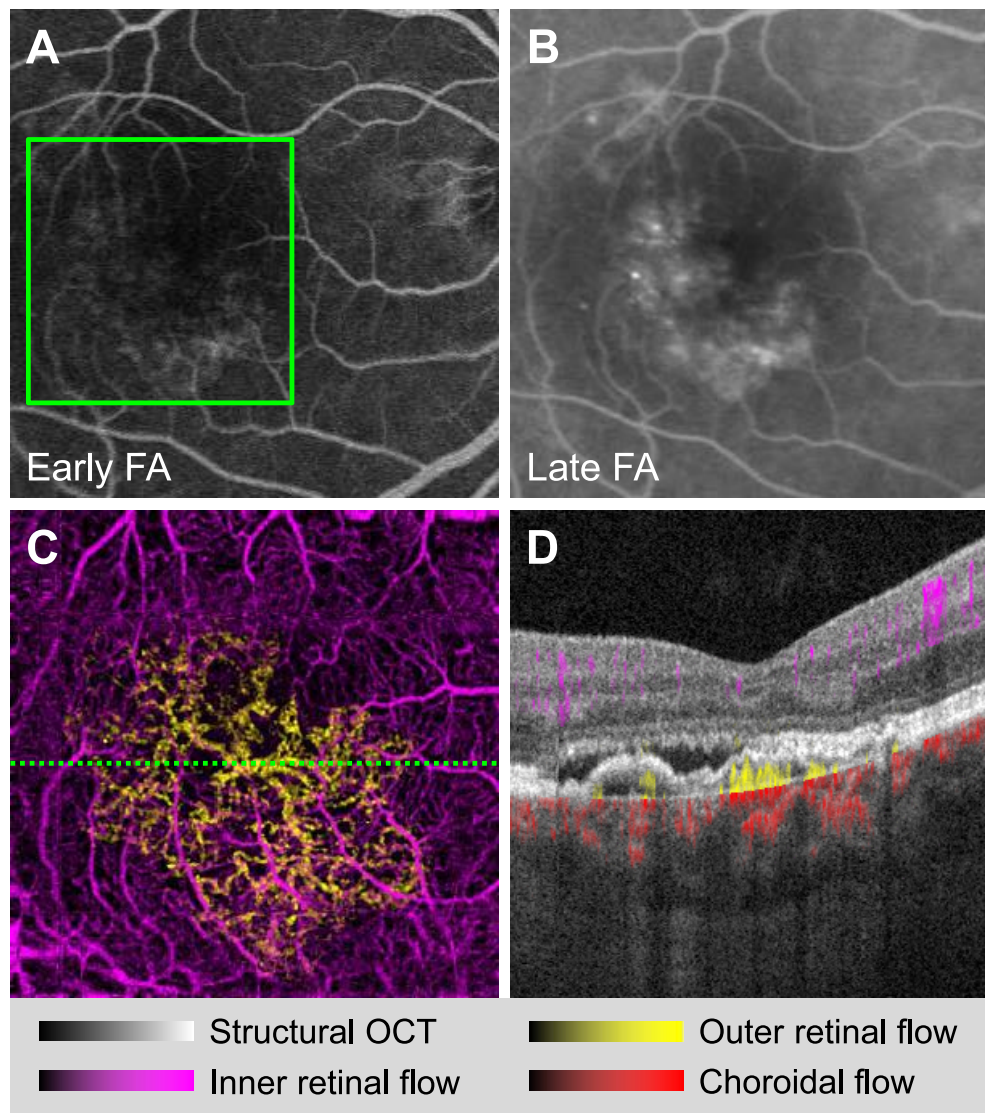 A
B
Early FA
Late FA
C
D
Structural OCT
Outer retinal flow
Inner retinal flow
Choroidal flow